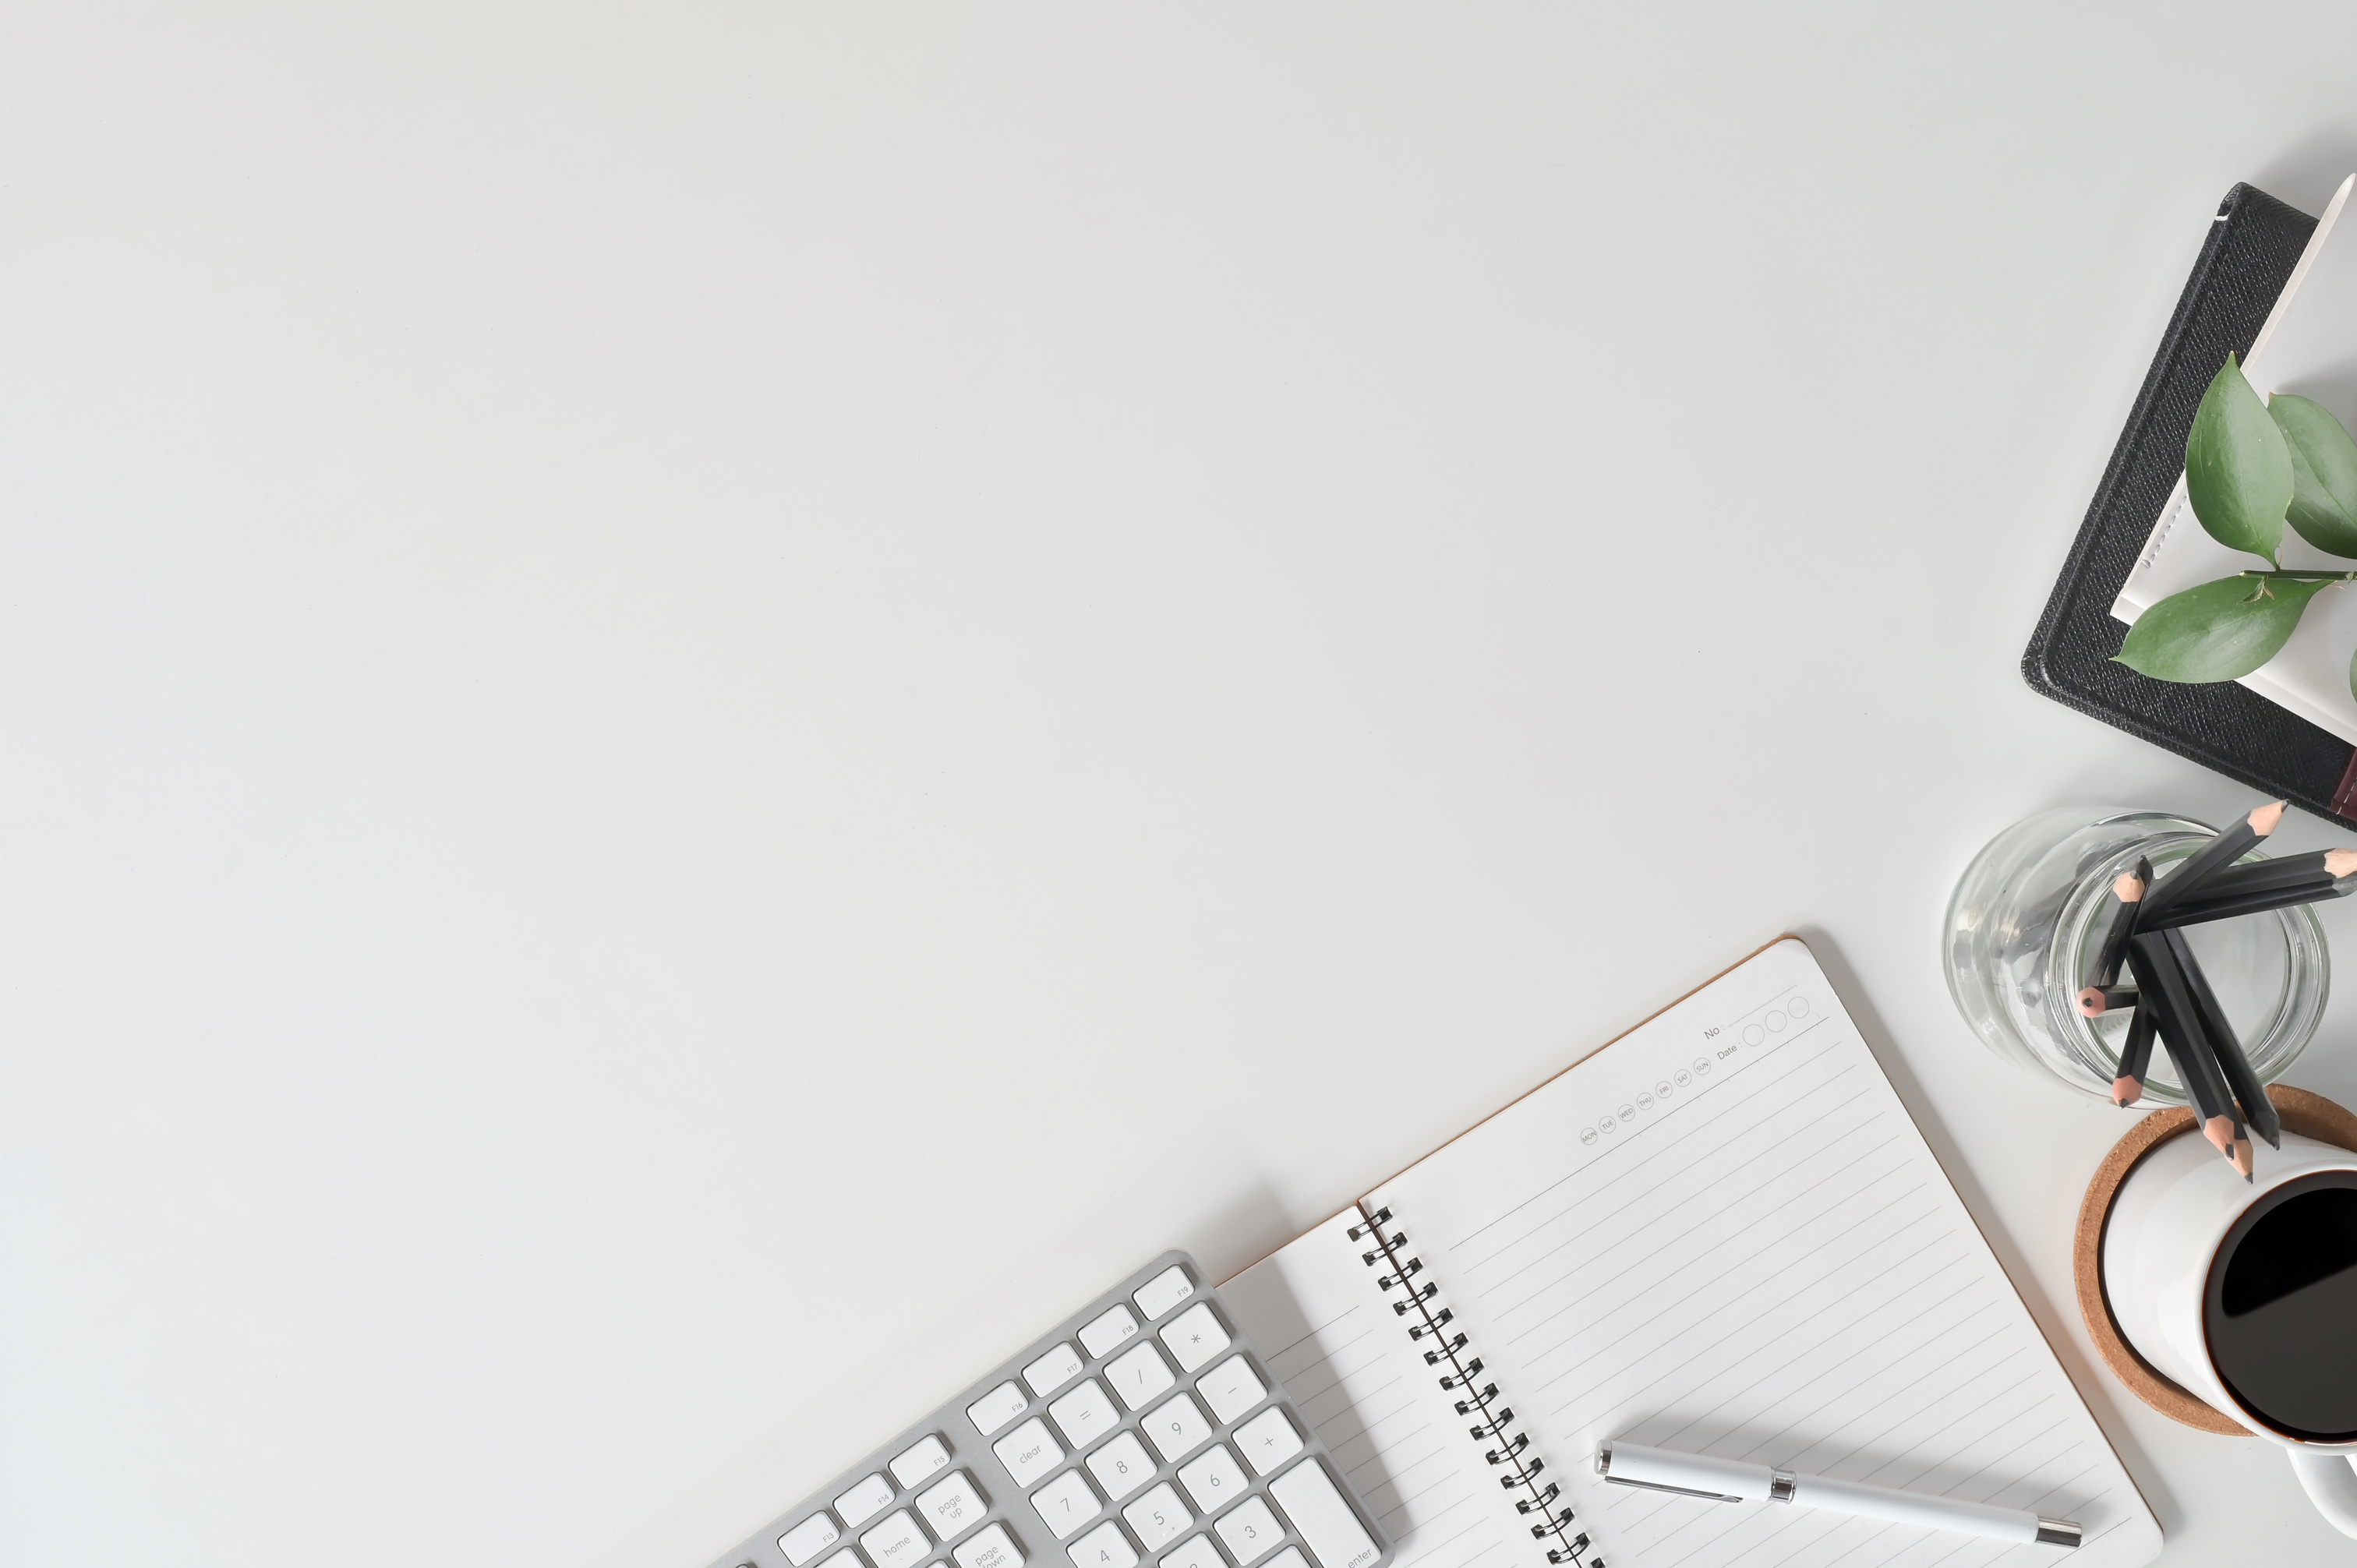 No
Date
MON TUE WED THU FRI SAT SUN
F19
F18
*
F17
/
F16
=
9
-
clear
8
+
F15
7
6
F14
page up
5
F13
home
3
4
page down
enter